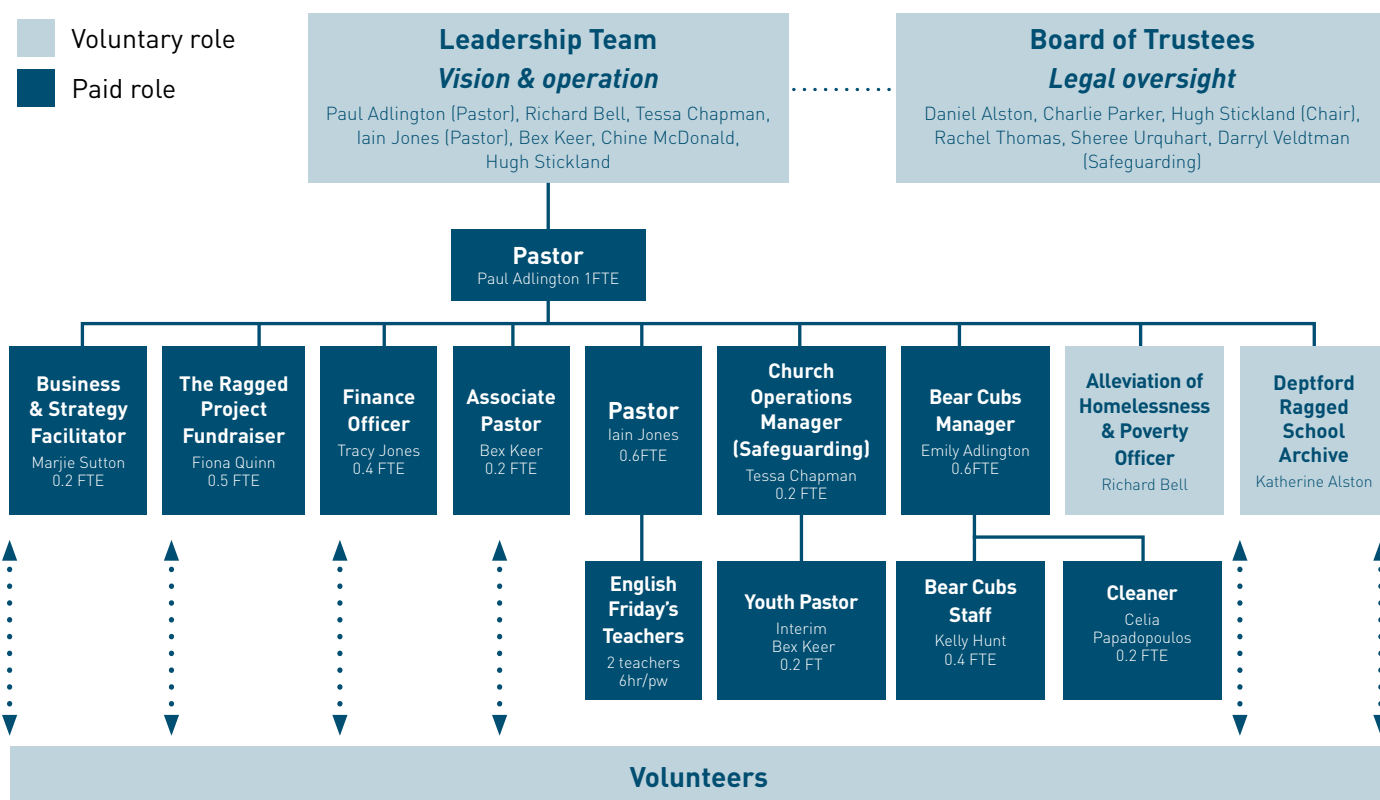 Voluntary role
Paid role
Leadership Team
Vision & operation
Paul Adlington (Pastor), Richard Bell, Tessa Chapman,
Iain Jones (Pastor), Bex Keer, Chine McDonald,
Hugh Stickland
Board of Trustees
Legal oversight
Daniel Alston, Charlie Parker, Hugh Stickland (Chair),
Rachel Thomas, Sheree Urquhart, Darryl Veldtman
(Safeguarding)
Pastor
Paul Adlington 1FTE
Business
& Strategy
Facilitator
Marjie Sutton
0.2 FTE
The Ragged
Project
Fundraiser
Fiona Quinn
0.5 FTE
Finance
Officer
Tracy Jones
0.4 FTE
Associate
Pastor
Bex Keer
0.2 FTE
Pastor
Iain Jones
0.6FTE
Church
Operations
Manager
(Safeguarding)
Tessa Chapman
0.2 FTE
Bear Cubs
Manager
Emily Adlington
0.6FTE
Alleviation of
Homelessness
& Poverty
Officer
Richard Bell
Deptford
Ragged
School
Archive
Katherine Alston
English
Friday's
Teachers
2 teachers
6hr/pw
Youth Pastor
Interim
Bex Keer
0.2 FT
Bear Cubs
Staff
Kelly Hunt
0.4 FTE
Cleaner
Celia
Papadopoulos
0.2 FTE
Volunteers